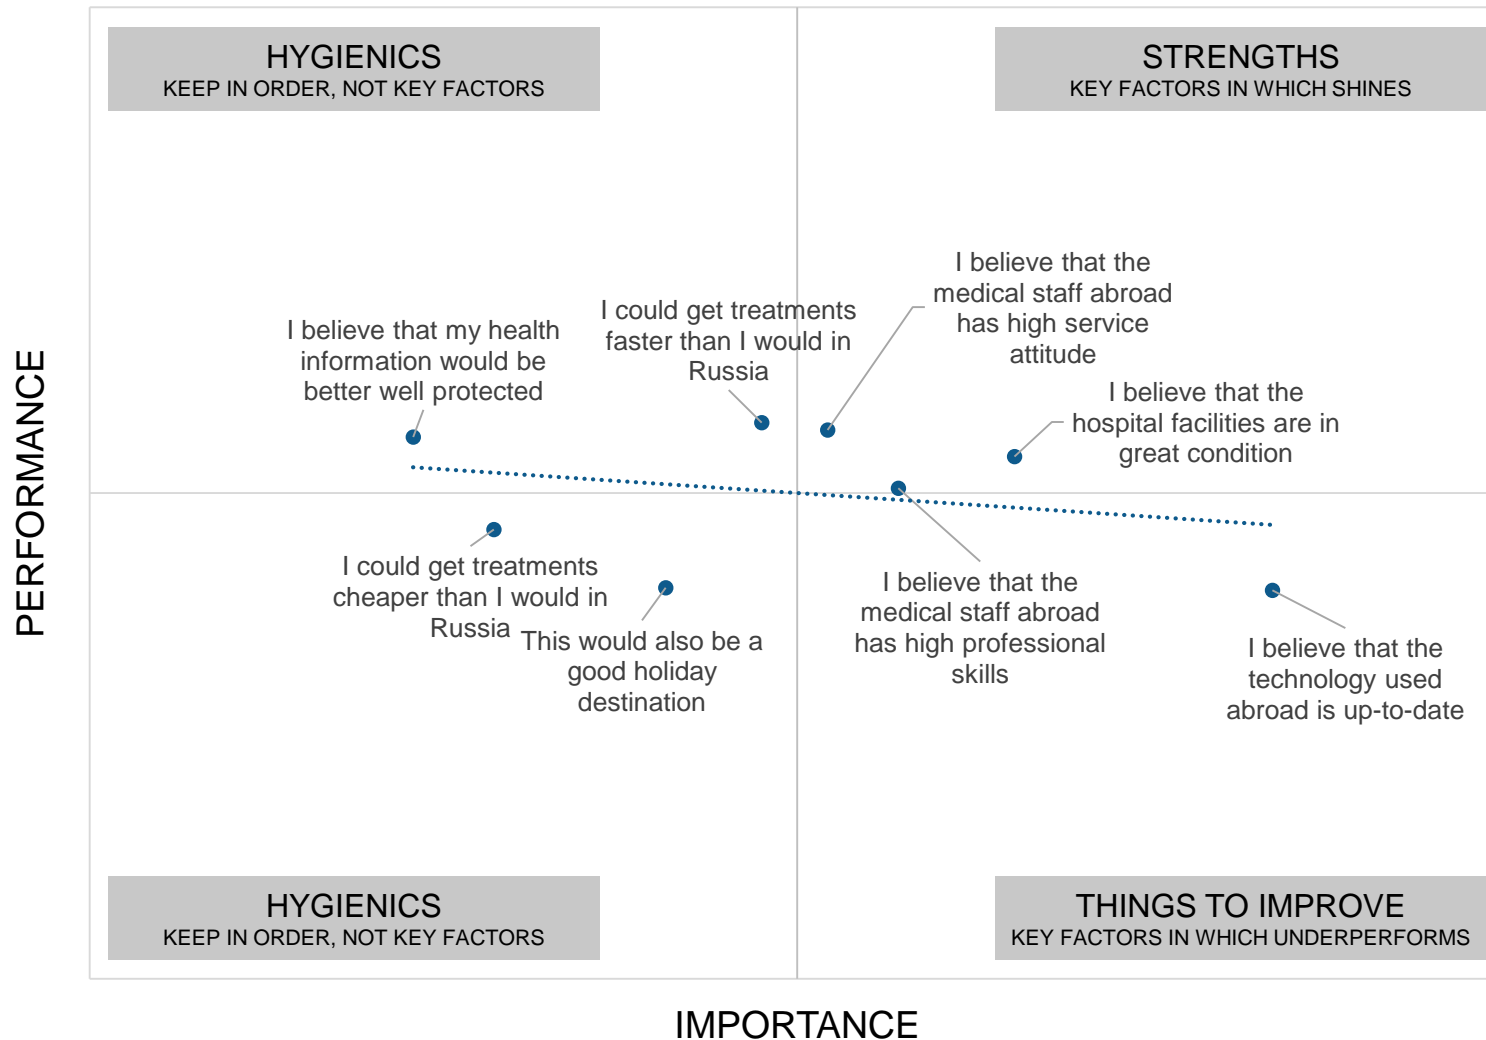 HYGIENICS
KEEP IN ORDER, NOT KEY FACTORS
STRENGTHS
KEY FACTORS IN WHICH SHINES
I believe that my health
information would be
better well protected
I could get treatments
faster than I would in
Russia
I believe that the
medical staff abroad
has high service
attitude
I believe that the
hospital facilities are in
great condition
PERFORMANCE
I could get treatments
cheaper than I would in
Russia
This would also be a
good holiday
destination
I believe that the
medical staff abroad
has high professional
skills
I believe that the
technology used
abroad is up-to-date
HYGIENICS
KEEP IN ORDER, NOT KEY FACTORS
THINGS TO IMPROVE
KEY FACTORS IN WHICH UNDERPERFORMS
IMPORTANCE